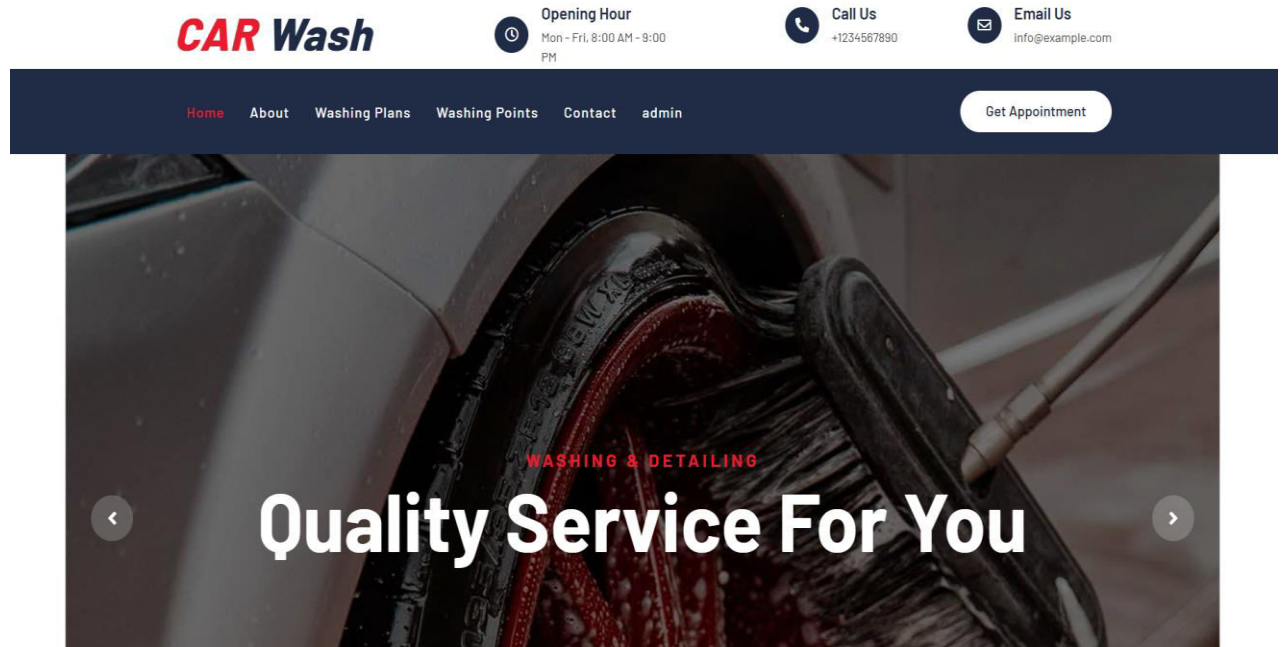 CAR Wash
Opening Hour
Mon - Fri, 8:00 AM - 9:00
PM
Call Us
+1234567890
Email Us
info@example.com
Home About Washing Plans Washing Points Contact admin
Get Appointment
WASHING & DETAILING
Quality Service For You